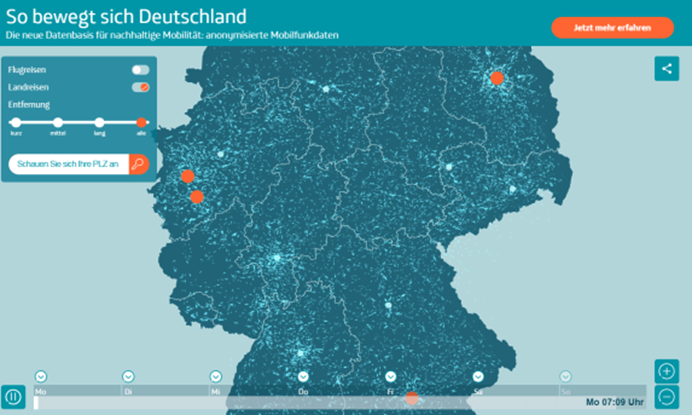 So bewegt sich Deutschland
Die neue Datenbasis für nachhaltige Mobilität: anonymisierte Mobilfunkdaten
Jetzt mehr erfahren
Flugreisen
Landreisen
Entfernung
kurz mittel lang alle
Schauen Sie sich Ihre PLZ an
Mo Di Mi Do Fr Sa So
Mo 07:09 Uhr